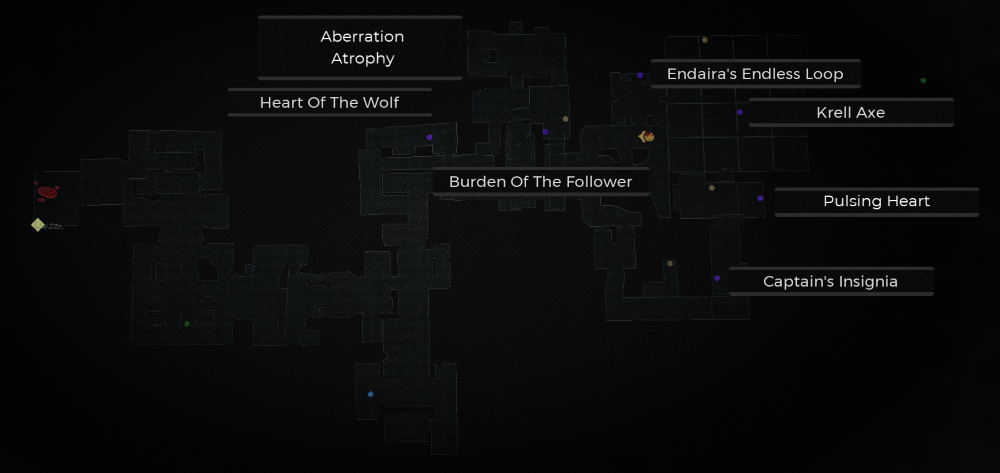 Aberration
Atrophy
Endaira's Endless Loop
Heart Of The Wolf
Krell Axe
Burden Of The Follower
Pulsing Heart
Captain's Insignia